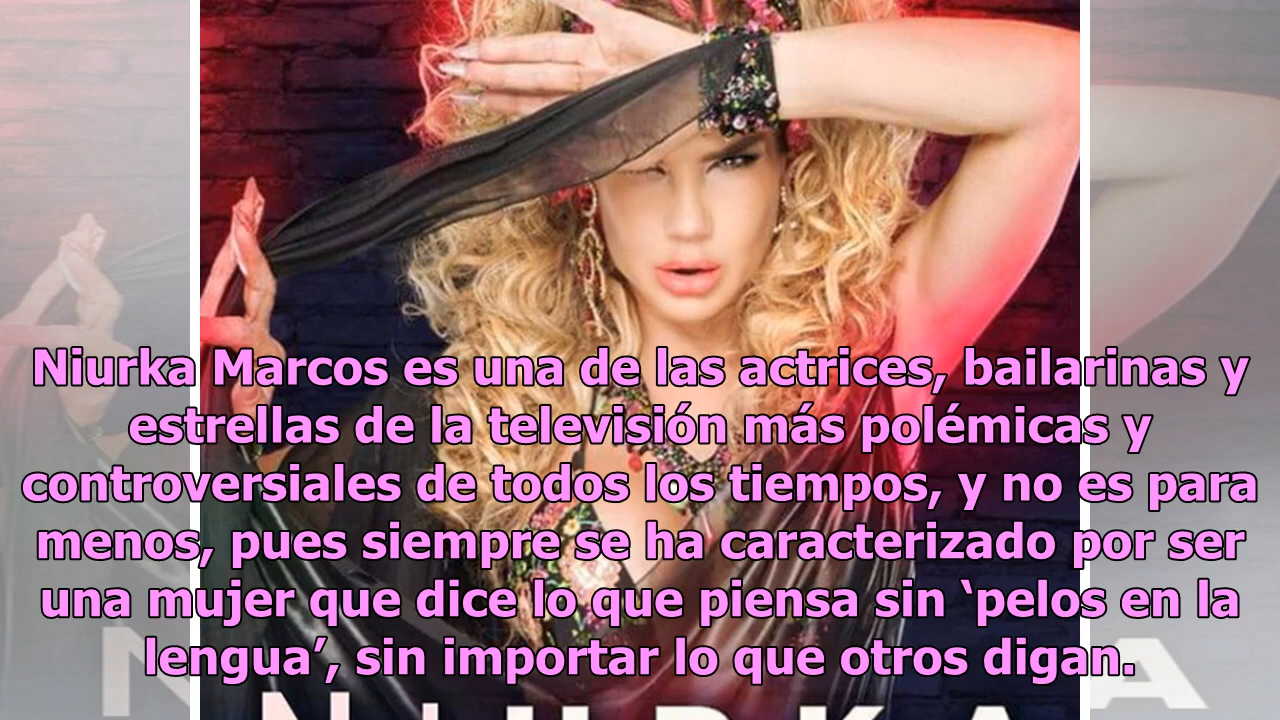 Niurka Marcos es una de las actrices, bailarinas y
estrellas de la televisión más polémicas y
controversiales de todos los tiempos, y no es para
menos, pues siempre se ha caracterizado por ser
una mujer que dice lo que piensa sin ‘pelos en la
lengua’, sin importar lo que otros digan.
NIURKA